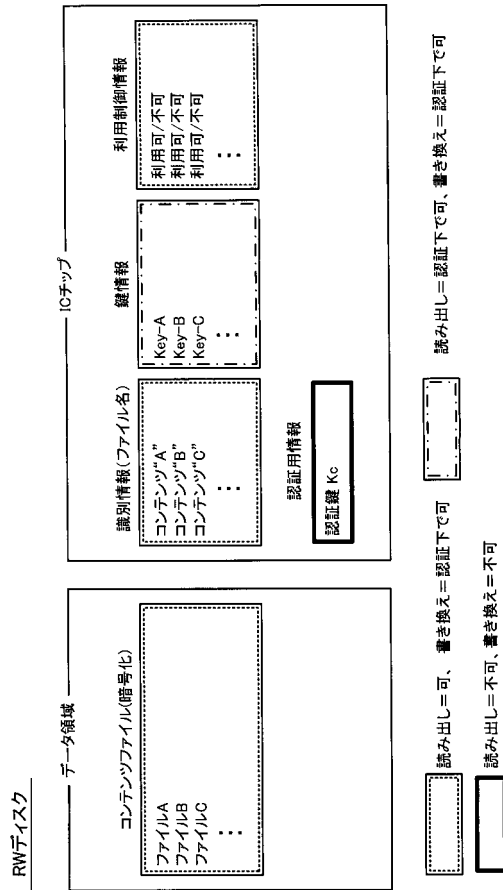 RWディスク
データ領域
コンテンツファイル(暗号化)
ファイルA
ファイルB
ファイルC
⋮
ICチップ
識別情報(ファイル名)
コンテンツ“A”
コンテンツ“B”
コンテンツ“C”
⋮
鍵情報
Key-A
Key-B
Key-C
⋮
利用制御情報
利用可/不可
利用可/不可
利用可/不可
⋮
認証用情報
認証鍵 Kc
読み出し=可、 書き換え=認証下で可
読み出し=認証下で可、書き換え=認証下で可
読み出し=不可、書き換え=不可